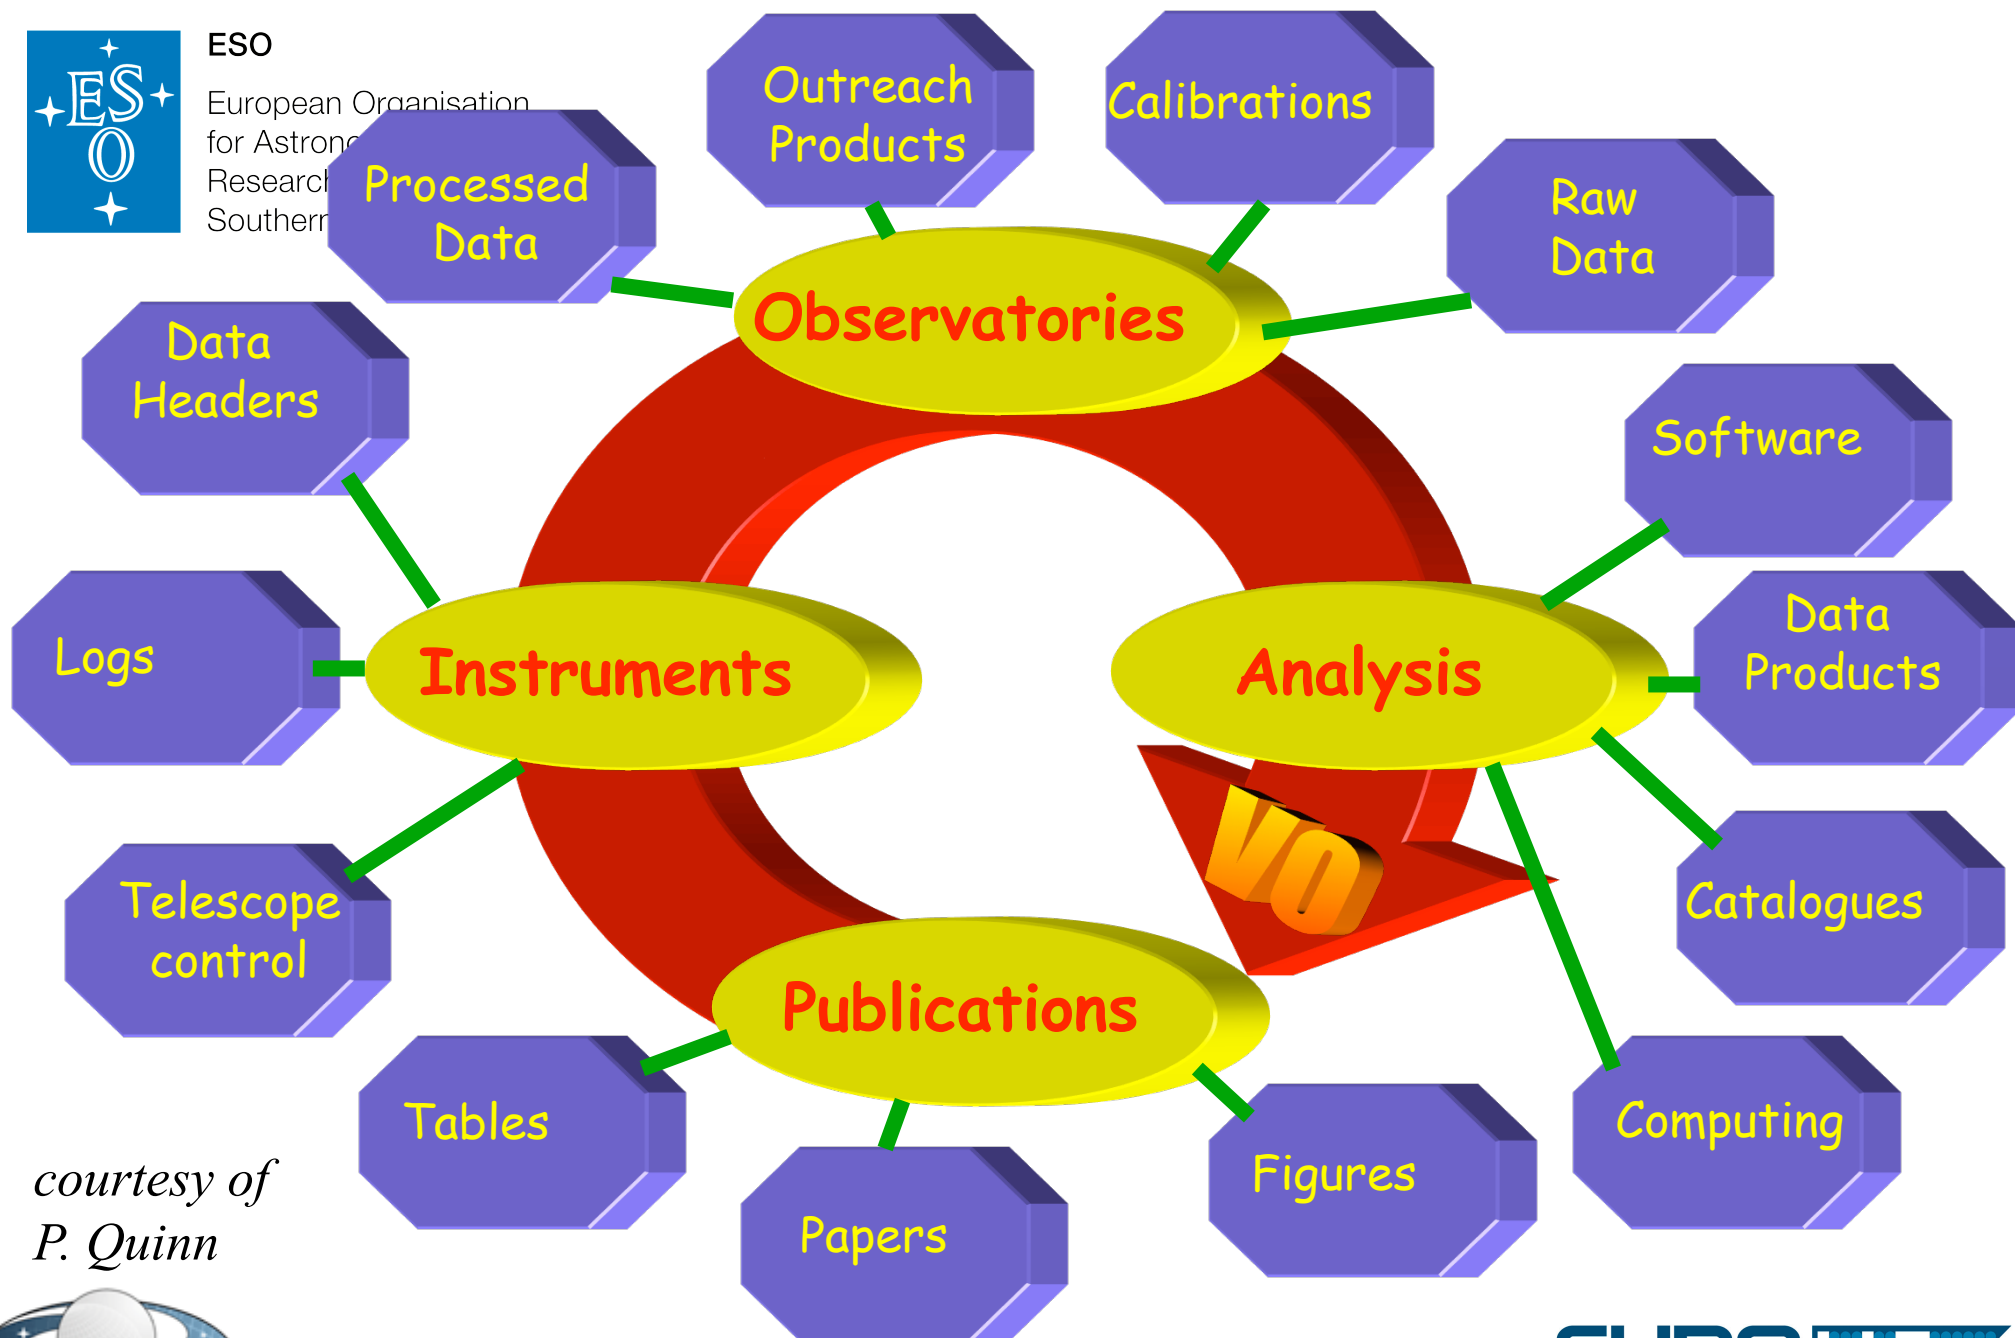 ESO
European Organisation
for Astrono
Research
Southern
ESO
Outreach
Products
Calibrations
Processed
Data
Raw
Data
Observatories
Data
Headers
Software
Logs
Instruments
Analysis
Data
Products
VO
Telescope
control
Catalogues
Publications
Tables
Computing
Papers
Figures
courtesy of
P. Quinn